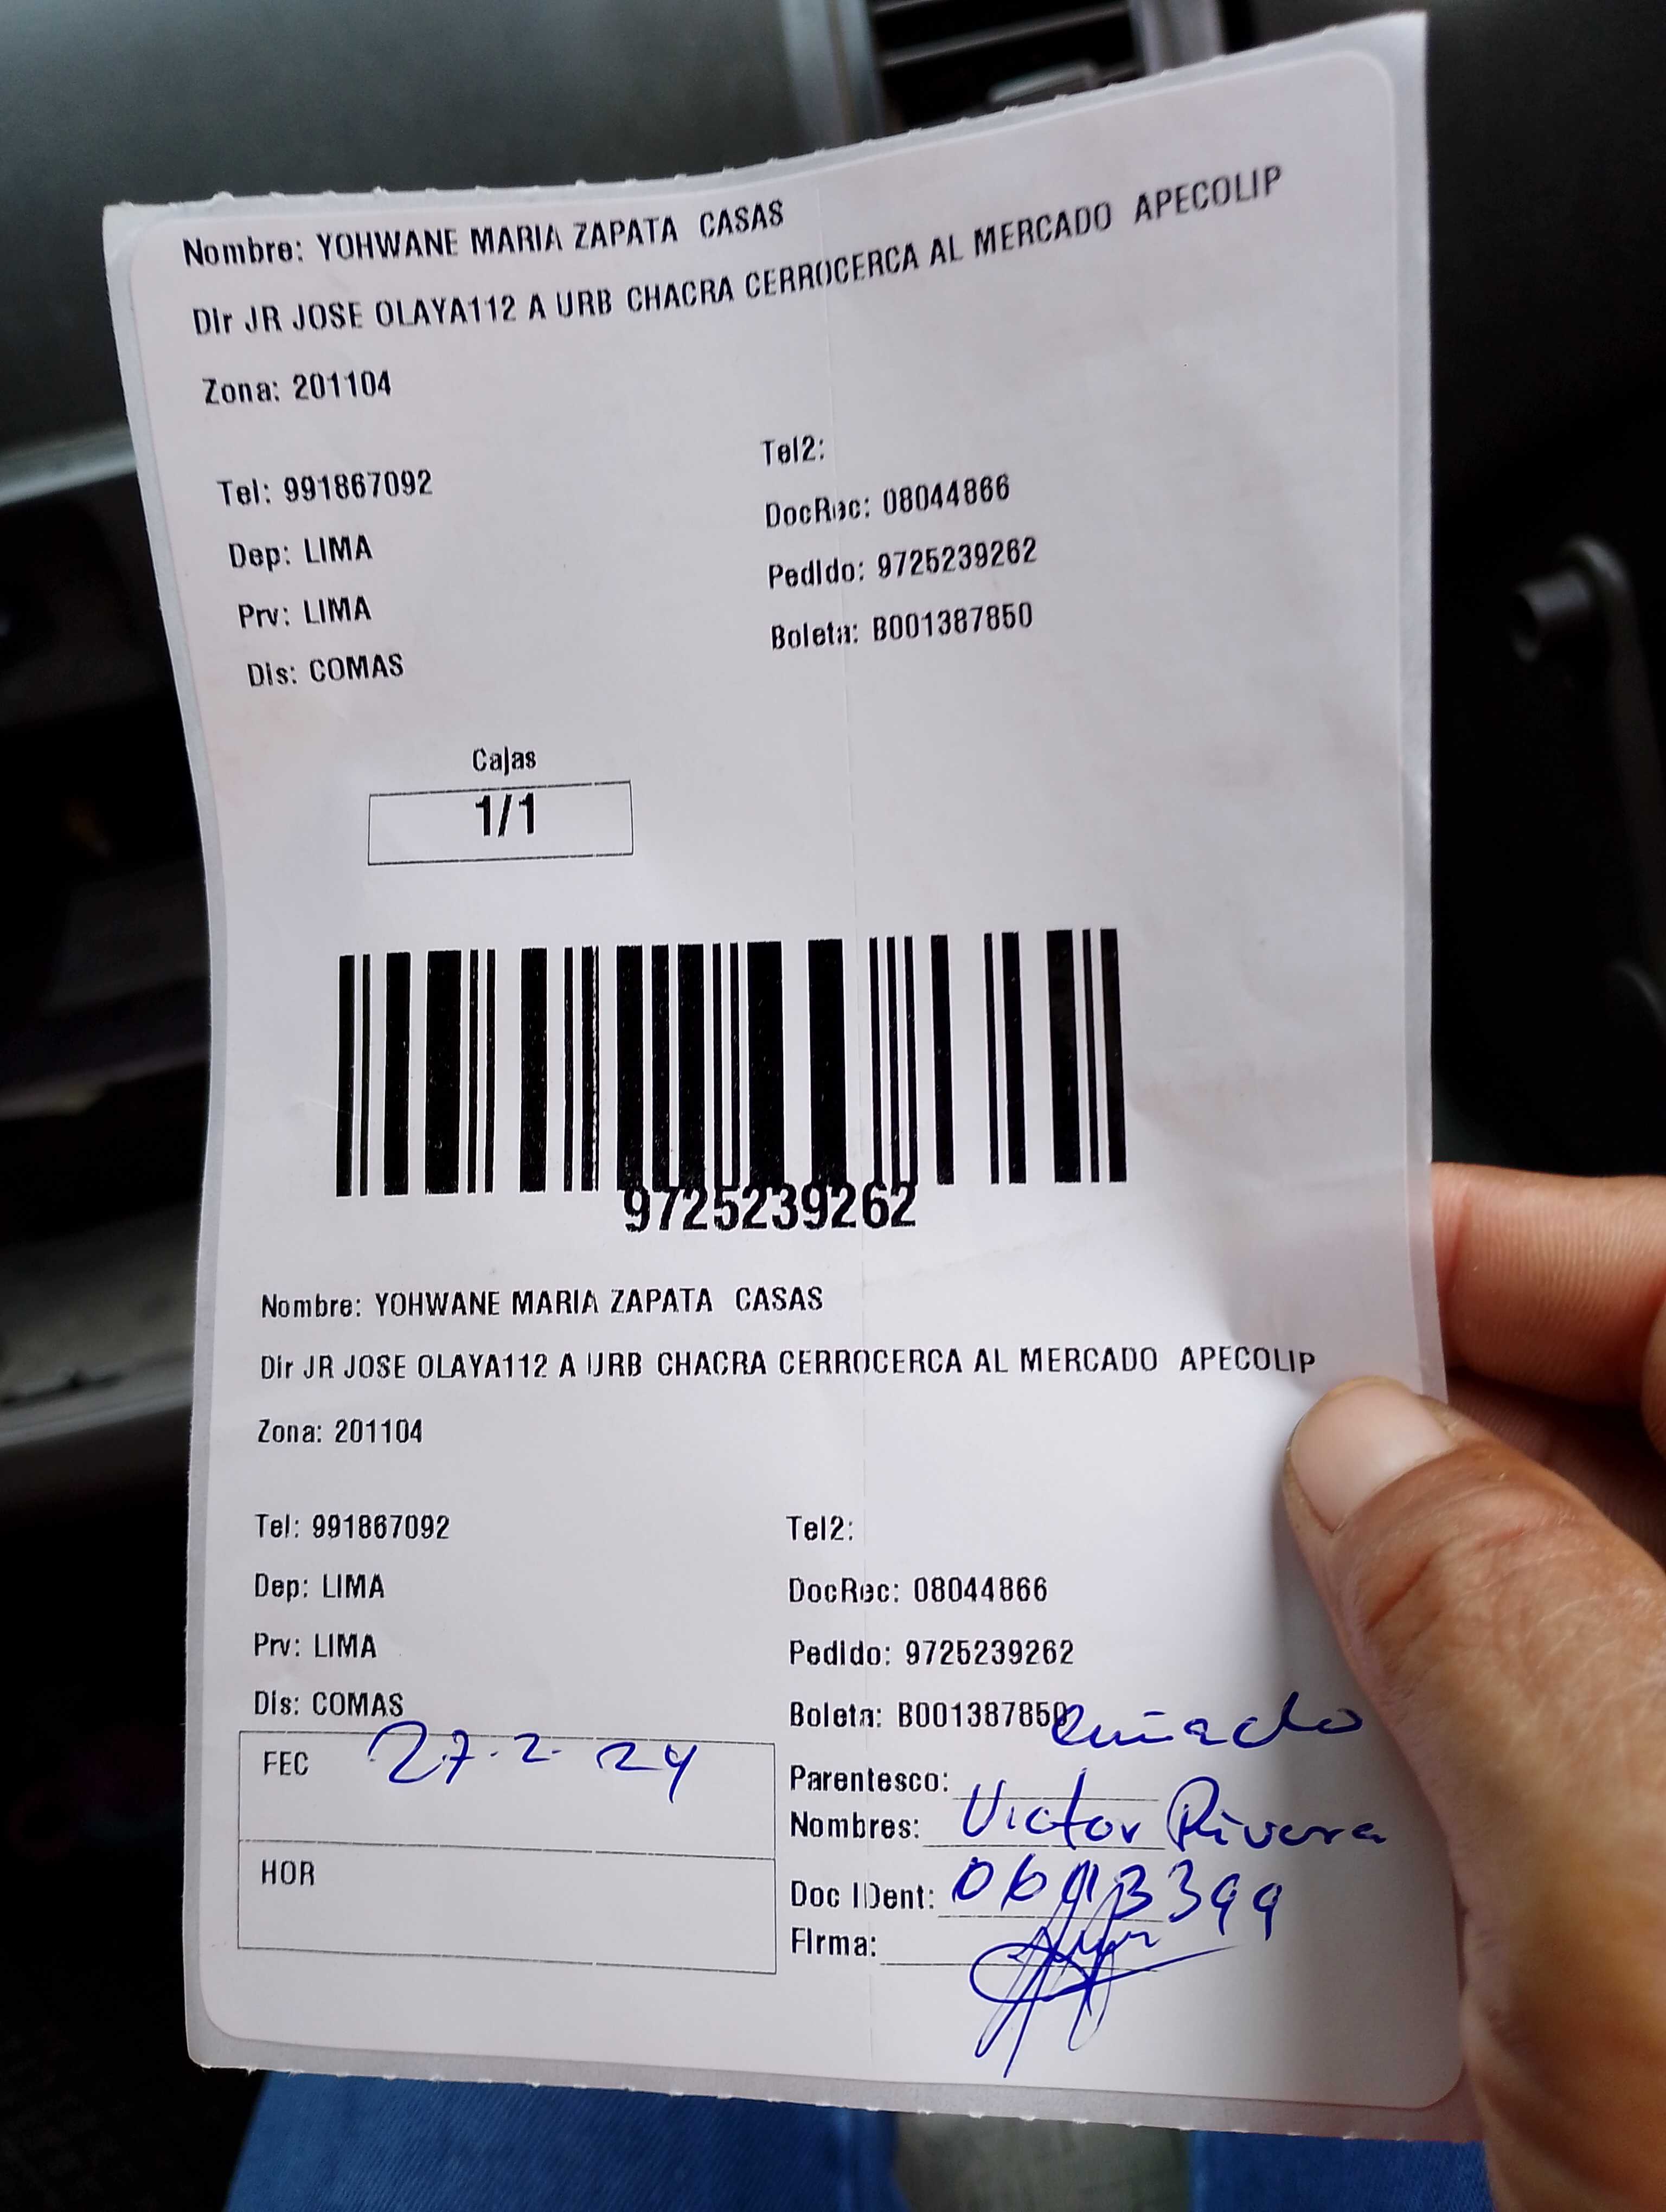 Nombre: YOHWANE MARIA ZAPATA CASAS
Dir JR JOSE OLAYA112 A URB CHACRA CERROCERCA AL MERCADO APECOLIP
Zona: 201104
Tel: 991867092 Tel2:
Dep: LIMA DocRec: 08044866
Prv: LIMA Pedido: 9725239262
Dis: COMAS Boleta: B001387850
Cajas
1/1
9725239262
Nombre: YOHWANE MARIA ZAPATA CASAS
Dir JR JOSE OLAYA112 A URB CHACRA CERROCERCA AL MERCADO APECOLIP
Zona: 201104
Tel: 991867092 Tel2:
Dep: LIMA DocRec: 08044866
Prv: LIMA Pedido: 9725239262
Dis: COMAS Boleta: B001387850
FEC 27-2-24
Parentesco: Cuñado
Nombres: Victor Rivera
HOR
Doc IDent:
Firma: